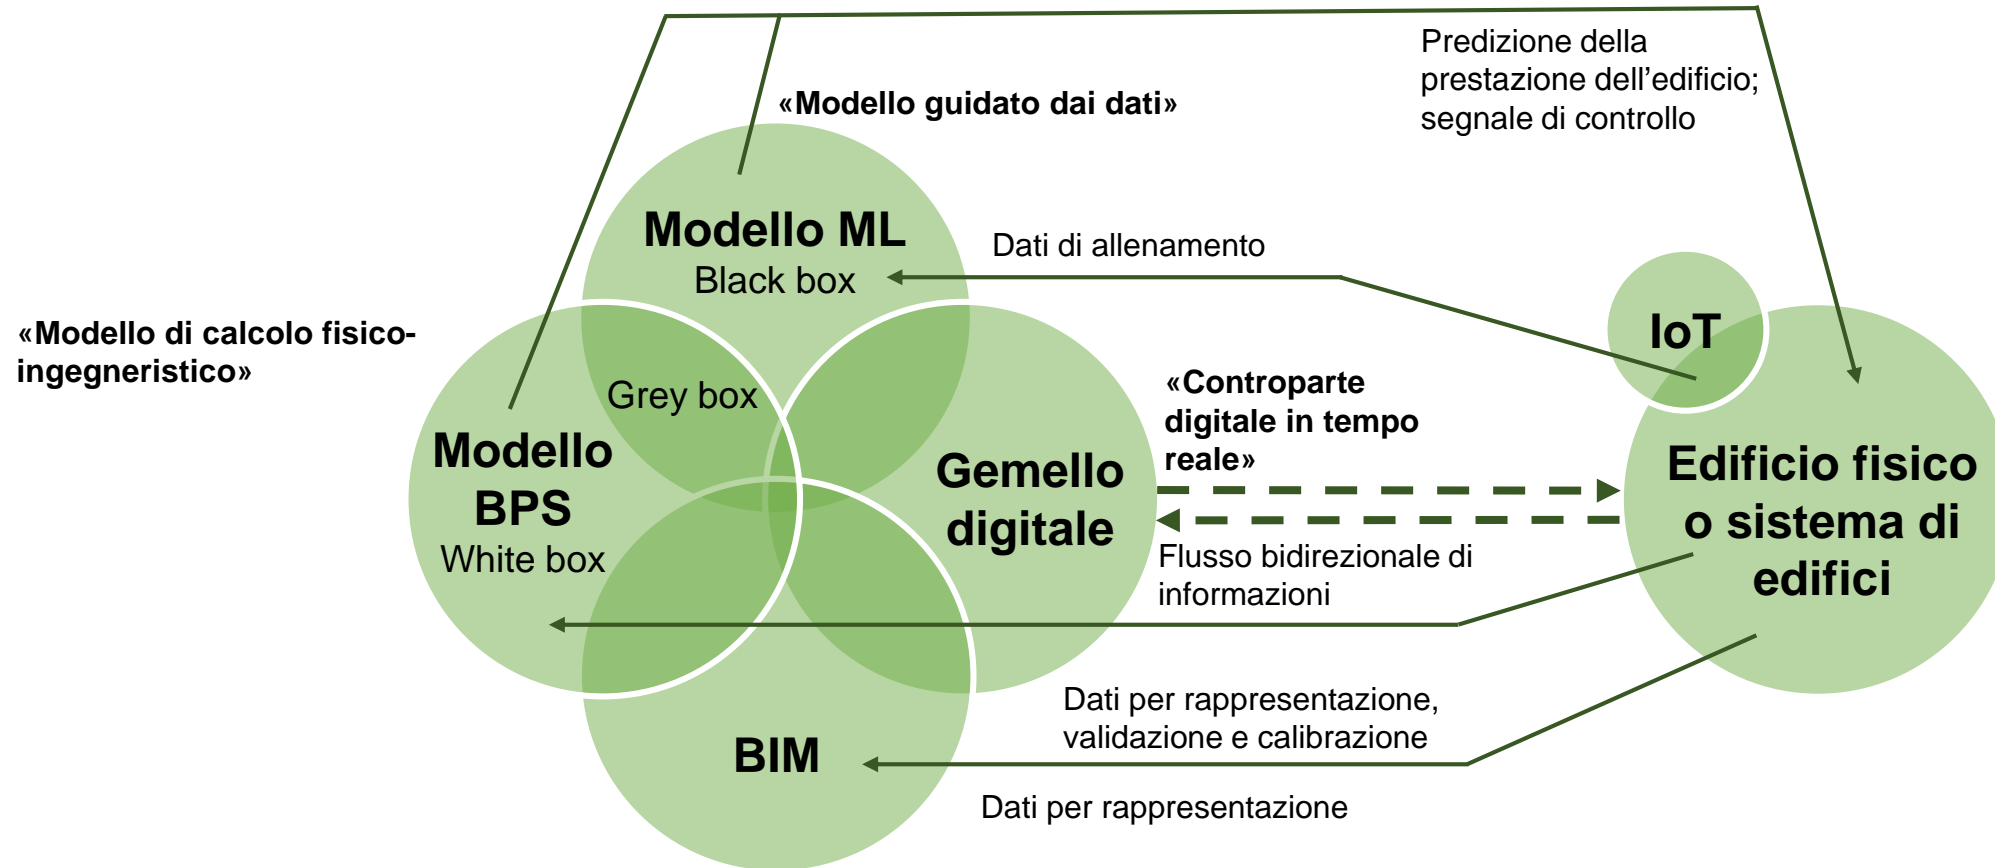 Predizione della
prestazione dell’edificio;
segnale di controllo
«Modello guidato dai dati»
Modello ML
Black box
Dati di allenamento
«Modello di calcolo fisico-
ingegneristico»
IoT
Grey box
«Controparte
digitale in tempo
reale»
Modello
BPS
White box
Gemello
digitale
Edificio fisico
o sistema di
edifici
Flusso bidirezionale di
informazioni
Dati per rappresentazione,
validazione e calibrazione
BIM
Dati per rappresentazione